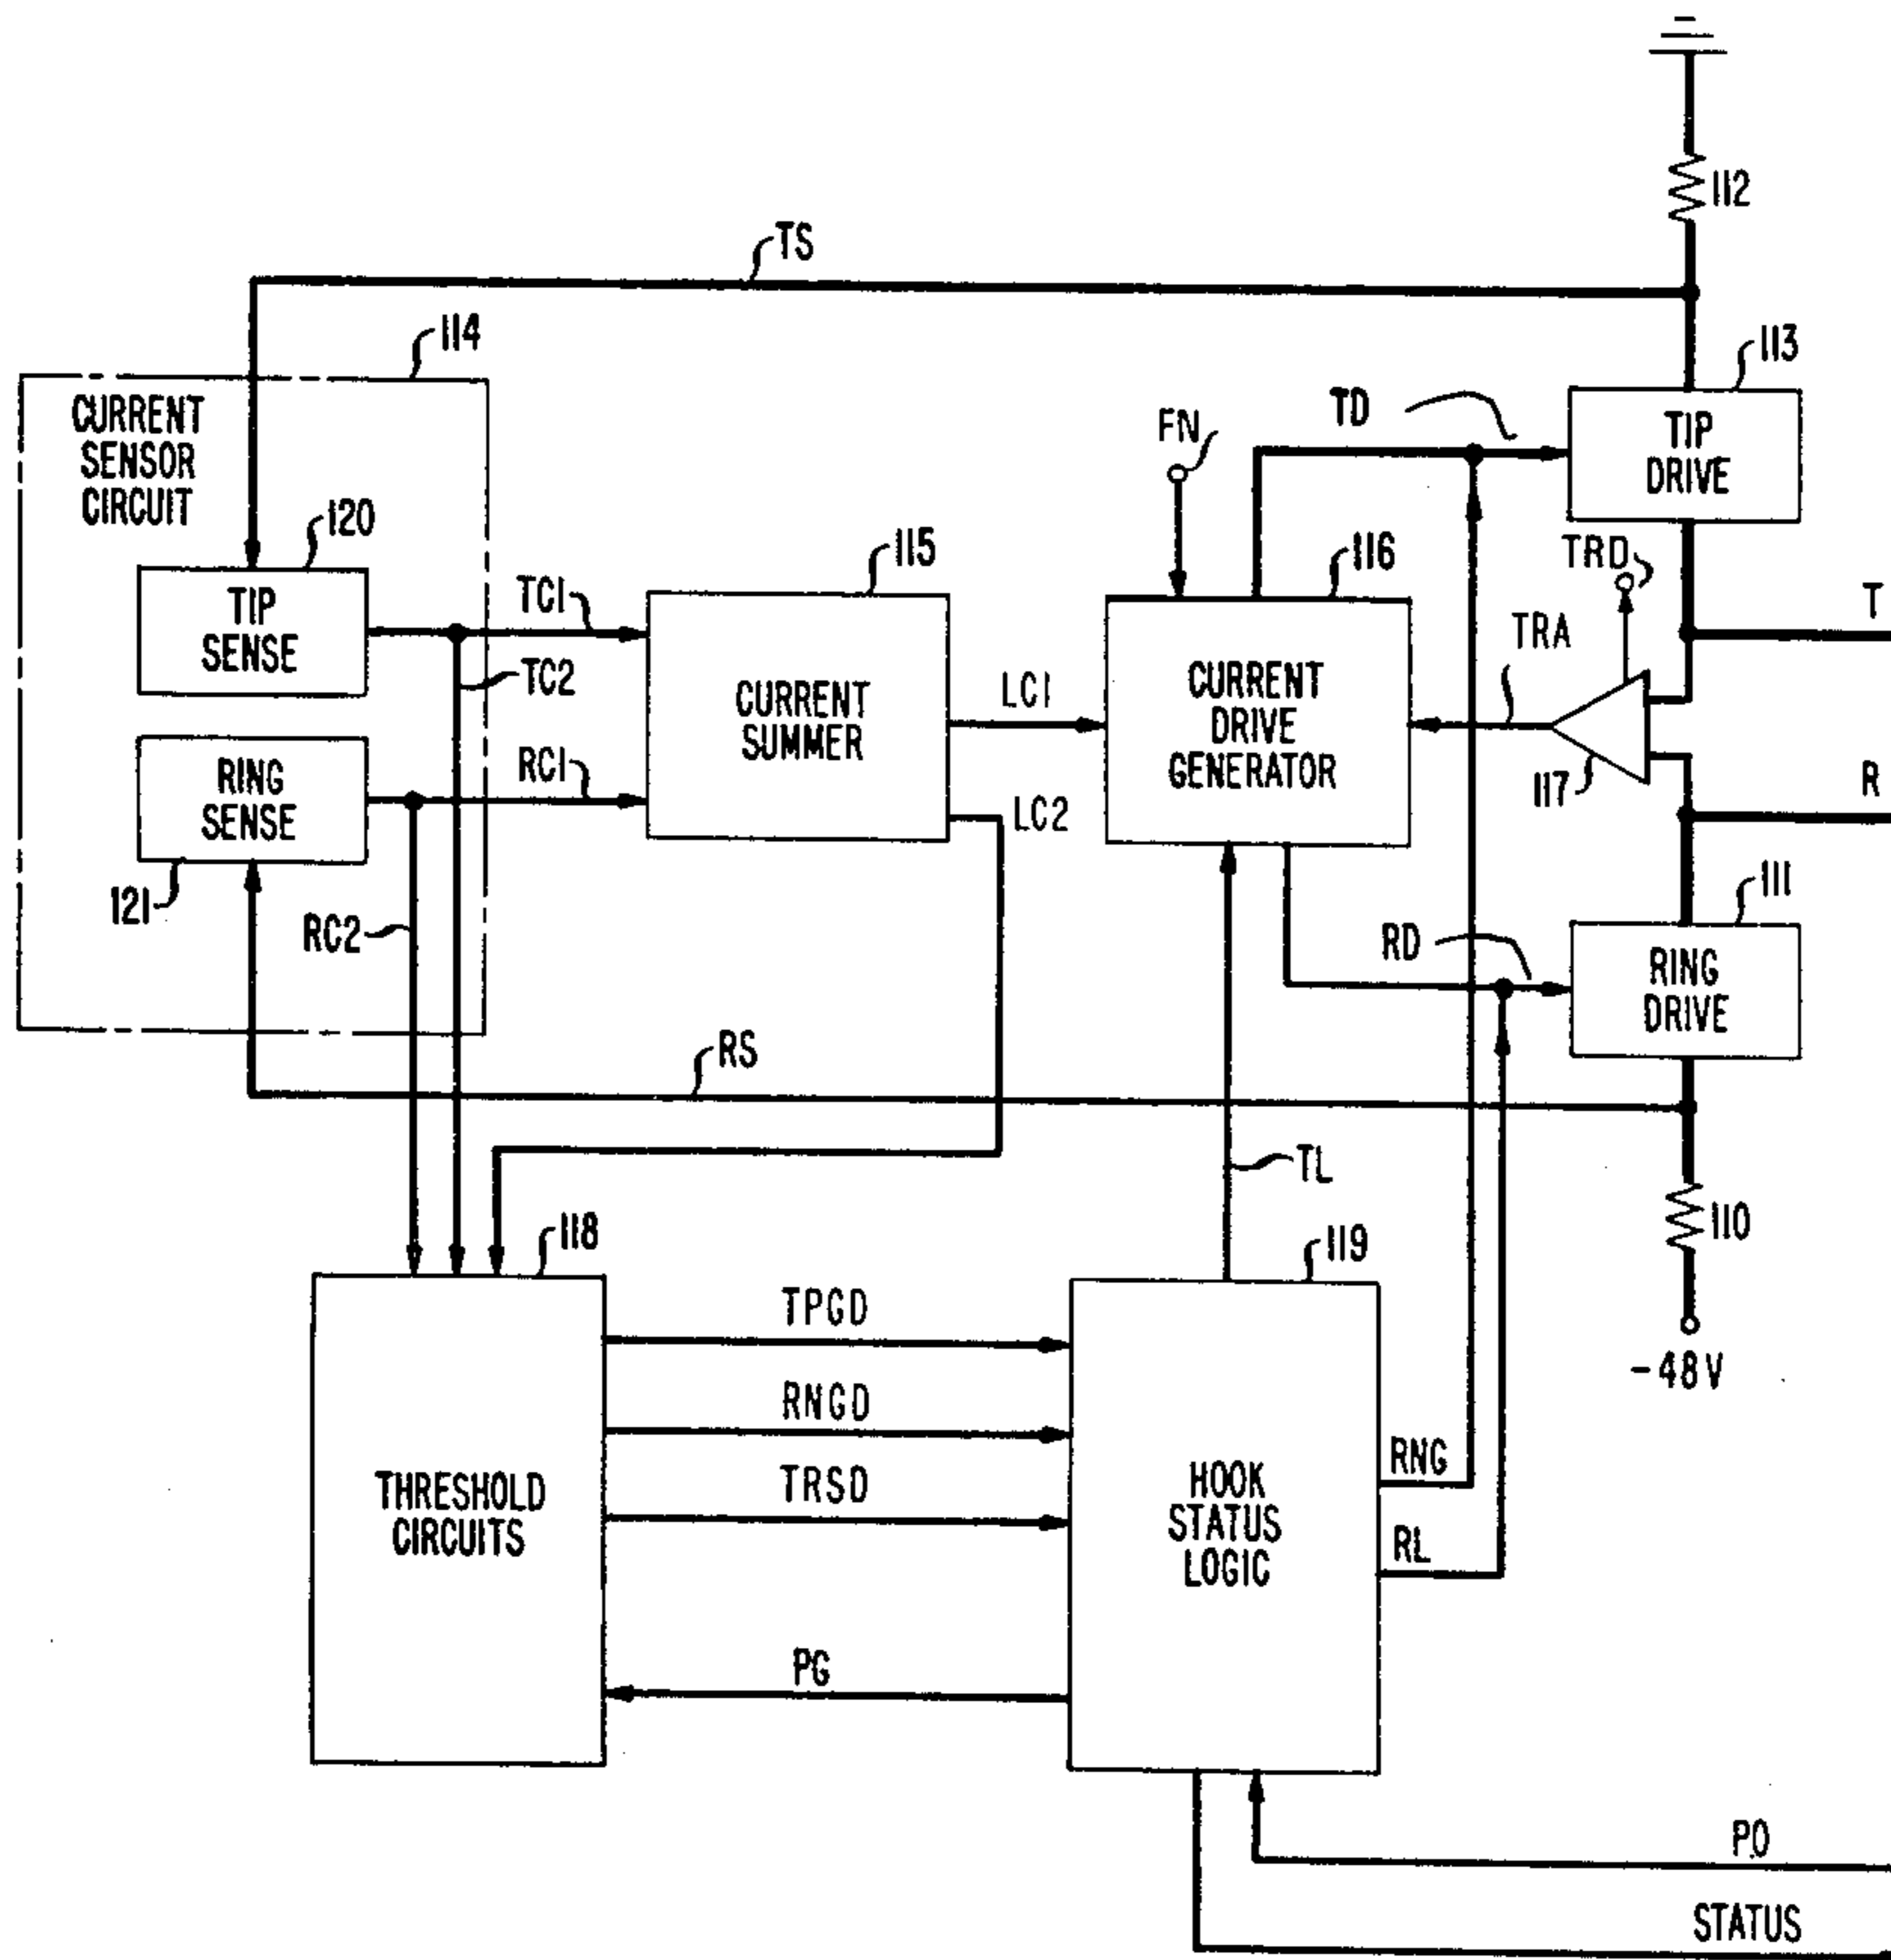 112
TS
114
113
CURRENT
SENSOR
CIRCUIT
TD
FN
TIP
DRIVE
120
115
116
TRD
TIP
SENSE
TC1
TC2
TRA
T
CURRENT
SUMMER
LC1
CURRENT
DRIVE
GENERATOR
RING
SENSE
RC1
LC2
117
R
121
RC2
111
RD
RING
DRIVE
RS
TL
110
118
119
-48V
TPGD
RNGD
TRSD
THRESHOLD
CIRCUITS
HOOK
STATUS
LOGIC
RNG
RL
PG
PO
STATUS